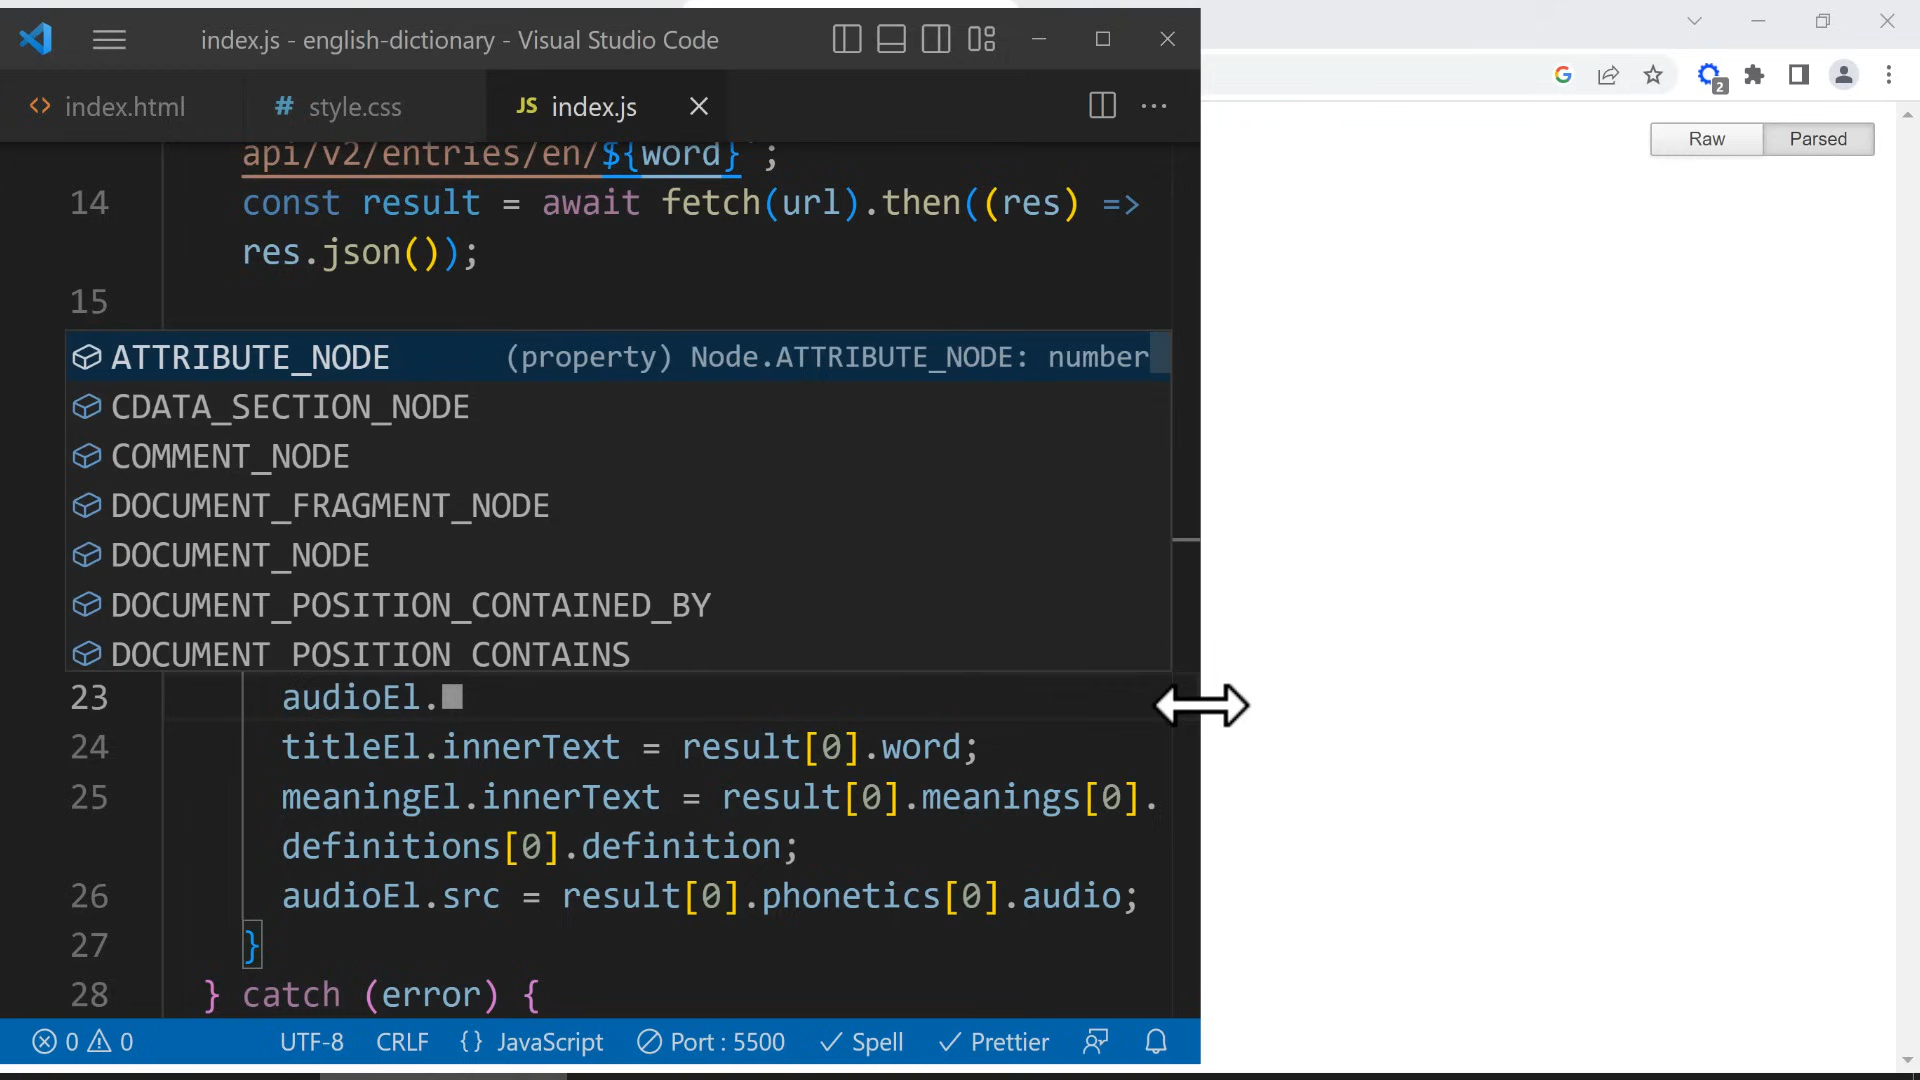 index.js - english-dictionary - Visual Studio Code
<> index.html # style.css JS index.js
api/v2/entries/en/${word}`;
14 const result = await fetch(url).then((res) =>
res.json());
15
ATTRIBUTE_NODE (property) Node.ATTRIBUTE_NODE: number
CDATA_SECTION_NODE
COMMENT_NODE
DOCUMENT_FRAGMENT_NODE
DOCUMENT_NODE
DOCUMENT_POSITION_CONTAINED_BY
DOCUMENT_POSITION_CONTAINS
23 audioEl.
24 titleEl.innerText = result[0].word;
25 meaningEl.innerText = result[0].meanings[0].
definitions[0].definition;
26 audioEl.src = result[0].phonetics[0].audio;
27 }
28 } catch (error) {
0 0 UTF-8 CRLF {} JavaScript Port : 5500 Spell Prettier
G 2
Raw Parsed